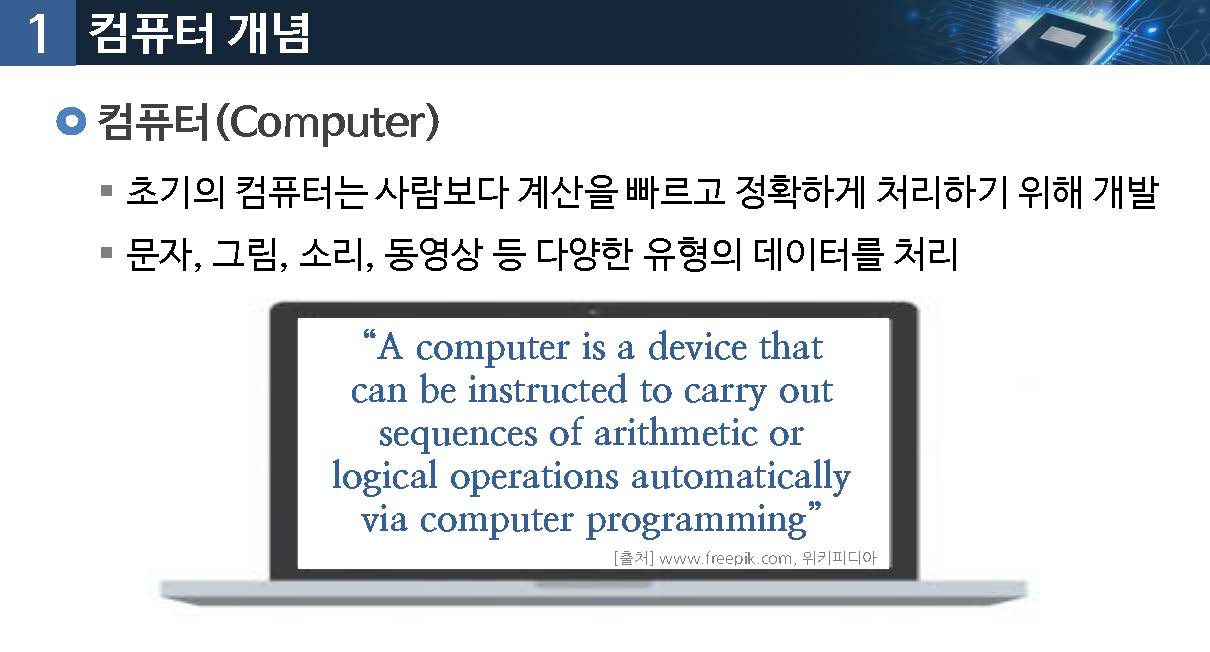 1 컴퓨터 개념
컴퓨터(Computer)
초기의 컴퓨터는 사람보다 계산을 빠르고 정확하게 처리하기 위해 개발
문자, 그림, 소리, 동영상 등 다양한 유형의 데이터를 처리
“A computer is a device that
can be instructed to carry out
sequences of arithmetic or
logical operations automatically
via computer programming”
[출처] www.freepik.com, 위키피디아